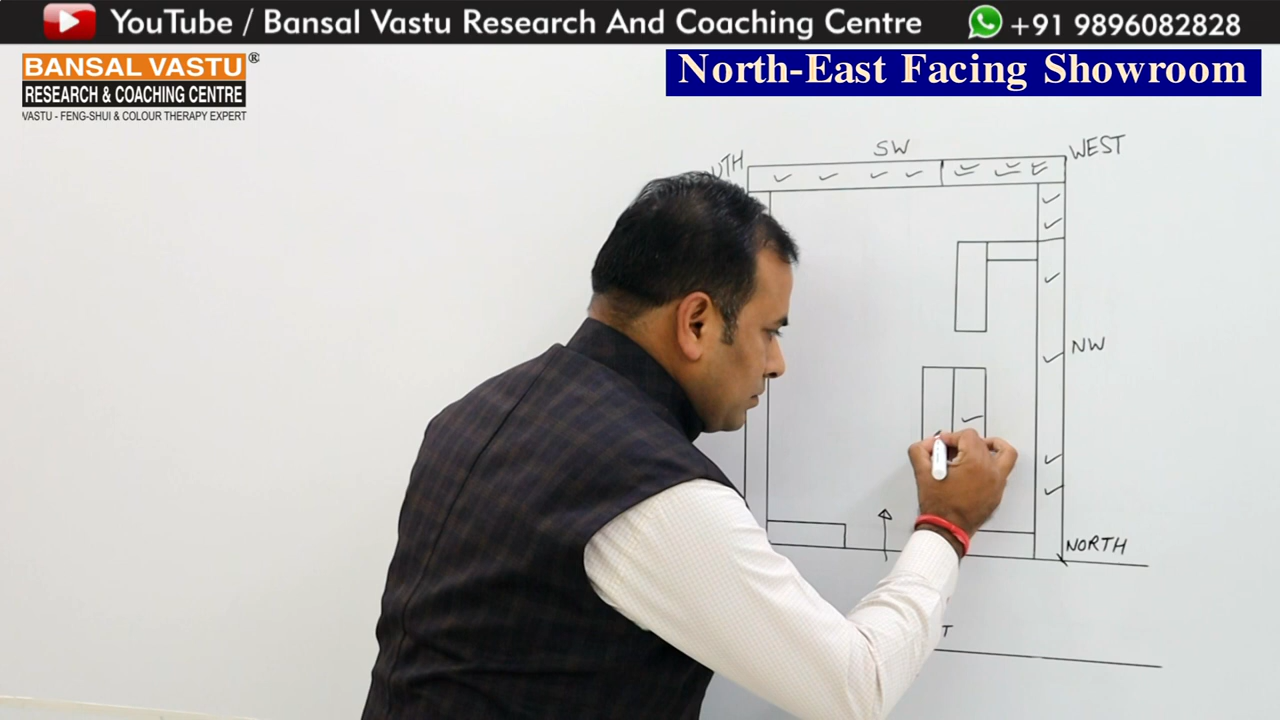 YouTube / Bansal Vastu Research And Coaching Centre
+91 9896082828
BANSAL VASTU®
RESEARCH & COACHING CENTRE
VASTU - FENG-SHUI & COLOUR THERAPY EXPERT
North-East Facing Showroom
SW
WEST
NW
NORTH